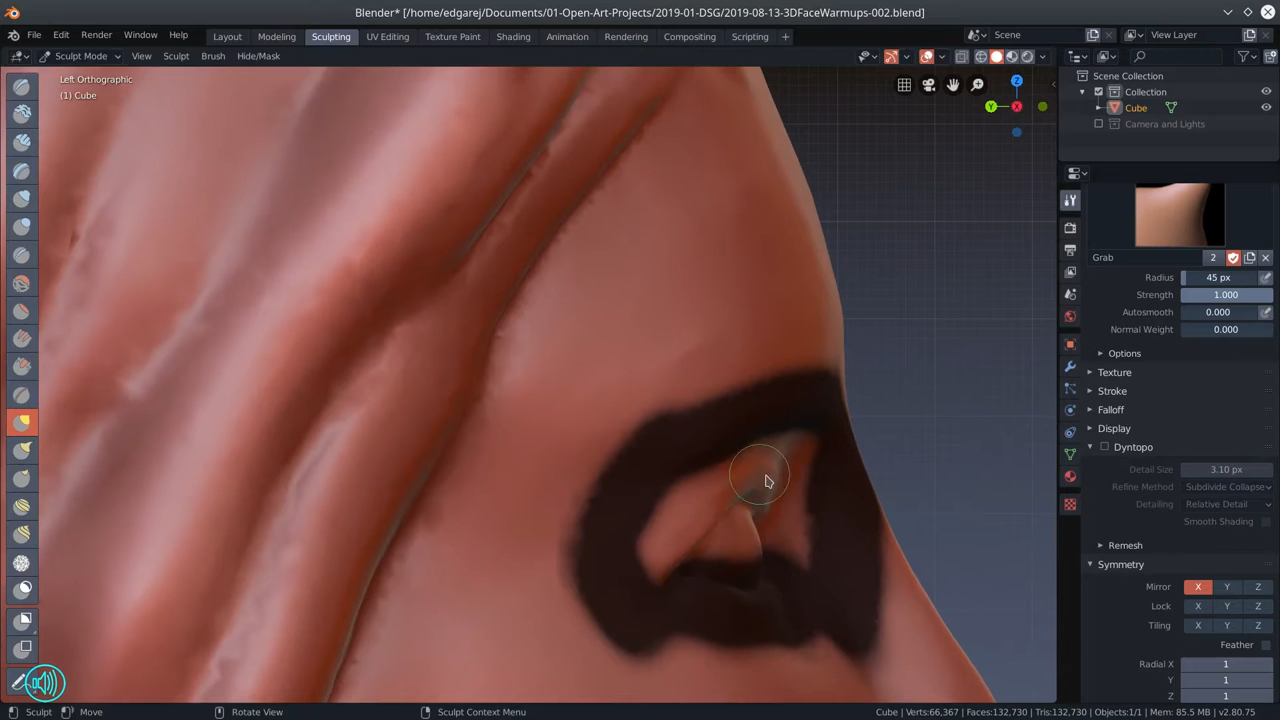 Blender* [/home/edgarej/Documents/01-Open-Art-Projects/2019-01-DSG/2019-08-13-3DFaceWarmups-002.blend]
File Edit Render Window Help Layout Modeling Sculpting UV Editing Texture Paint Shading Animation Rendering Compositing Scripting + Scene View Layer
Sculpt Mode View Sculpt Brush Hide/Mask
Left Orthographic
(1) Cube
Z
Y X
Scene Collection
Collection
Cube
Camera and Lights
Grab 2
Radius 45 px
Strength 1.000
Autosmooth 0.000
Normal Weight 0.000
Options
Texture
Stroke
Falloff
Display
Dyntopo
Detail Size 3.10 px
Refine Method Subdivide Collapse
Detailing Relative Detail
Smooth Shading
Remesh
Symmetry
Mirror X Y Z
Lock X Y Z
Tiling X Y Z
Feather
Radial X 1
Y 1
Z 1
Sculpt Move Rotate View Sculpt Context Menu Cube | Verts:66,367 | Faces:132,730 | Tris:132,730 | Objects:1/1 | Mem: 85.5 MB | v2.80.75